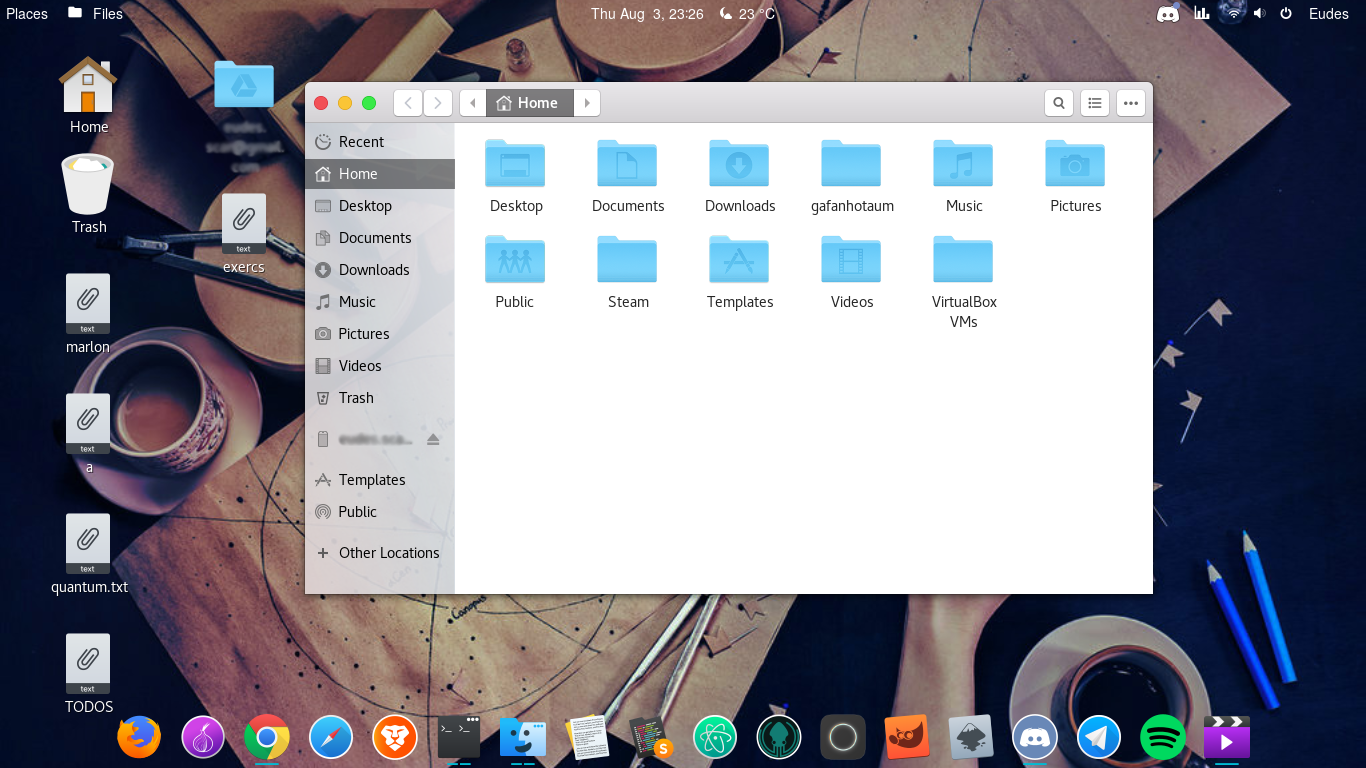 Places
Files
Thu Aug 3, 23:26
23 °C
Eudes
Home
Trash
text
marlon
text
a
text
quantum.txt
text
TODOS
text
exercs
Home
Recent
Home
Desktop
Documents
Downloads
Music
Pictures
Videos
Trash
Templates
Public
Other Locations
Desktop
Documents
Downloads
gafanhotaum
Music
Pictures
Public
Steam
Templates
Videos
VirtualBox
VMs
Canopus
S